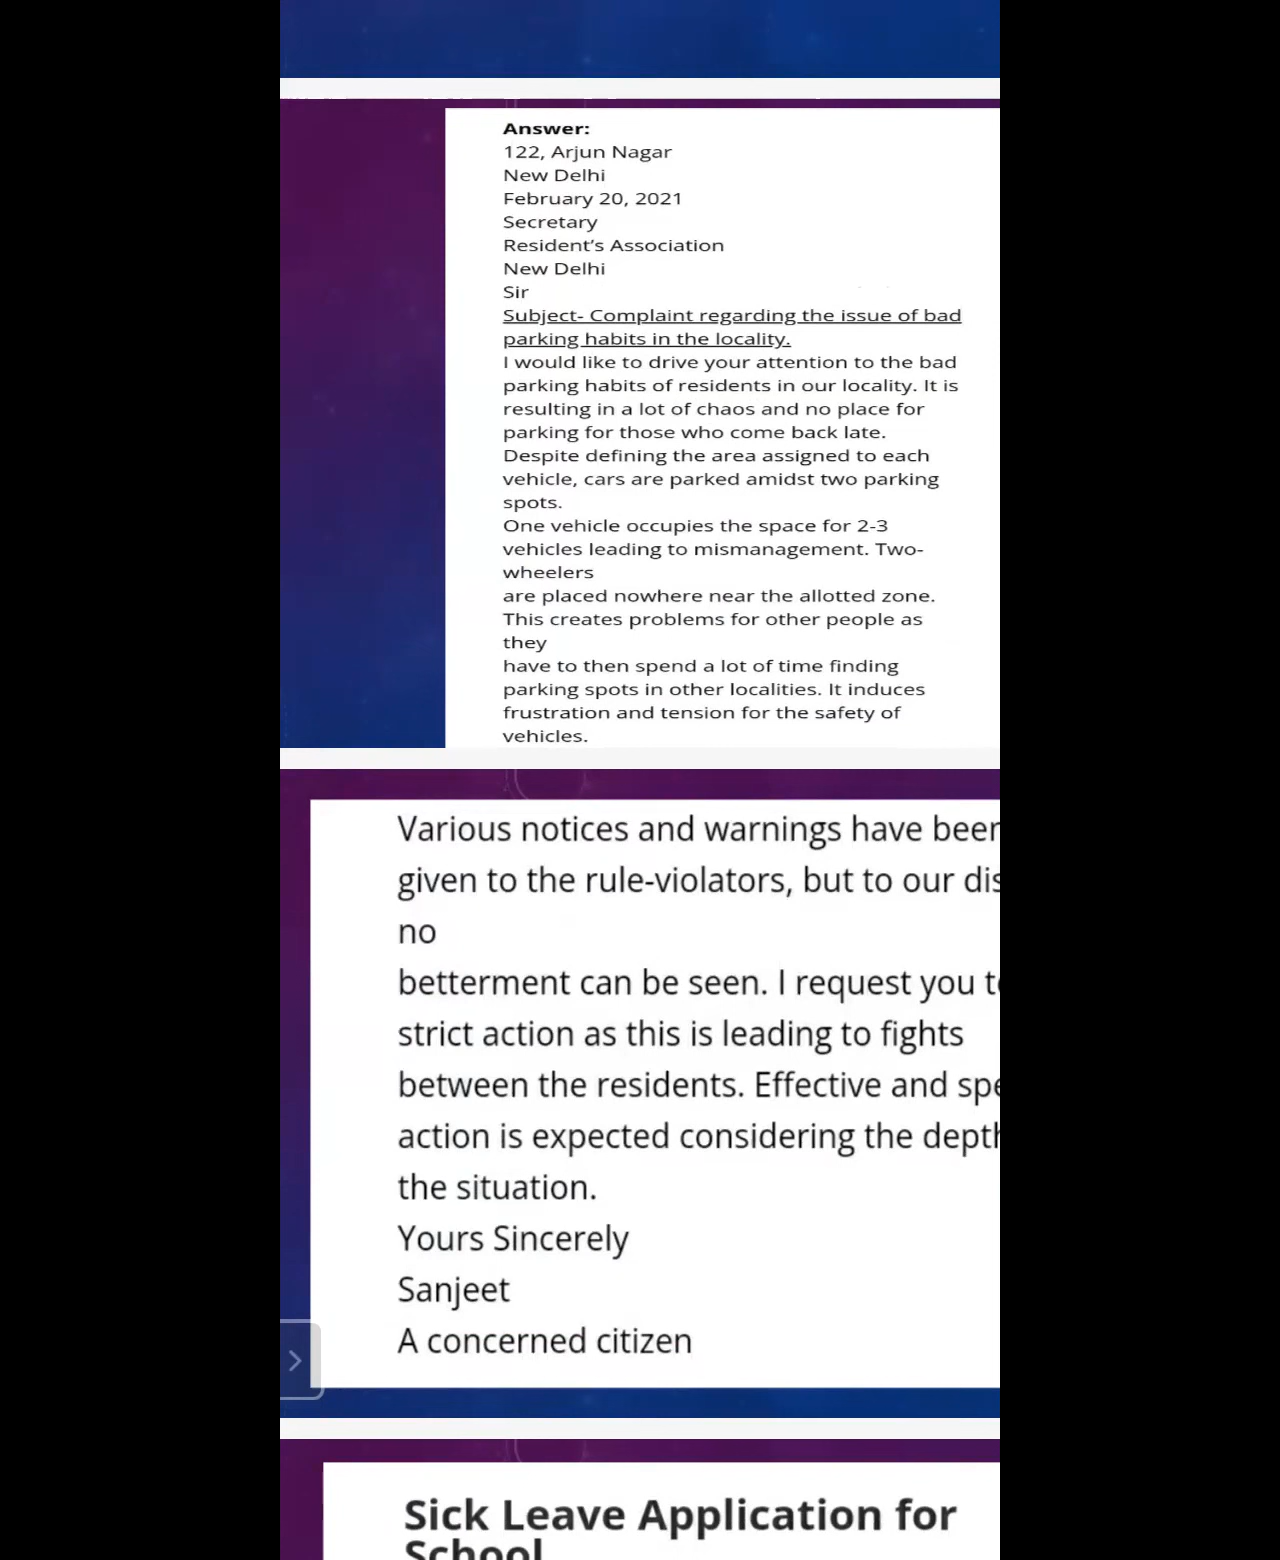 Answer:
122, Arjun Nagar
New Delhi
February 20, 2021
Secretary
Resident’s Association
New Delhi
Sir
Subject- Complaint regarding the issue of bad
parking habits in the locality.
I would like to drive your attention to the bad
parking habits of residents in our locality. It is
resulting in a lot of chaos and no place for
parking for those who come back late.
Despite defining the area assigned to each
vehicle, cars are parked amidst two parking
spots.
One vehicle occupies the space for 2-3
vehicles leading to mismanagement. Two-
wheelers
are placed nowhere near the allotted zone.
This creates problems for other people as
they
have to then spend a lot of time finding
parking spots in other localities. It induces
frustration and tension for the safety of
vehicles.
Various notices and warnings have been
given to the rule-violators, but to our
no
betterment can be seen. I request you
strict action as this is leading to fights
between the residents. Effective and
action is expected considering the depth
the situation.
Yours Sincerely
Sanjeet
A concerned citizen
Sick Leave Application for
School